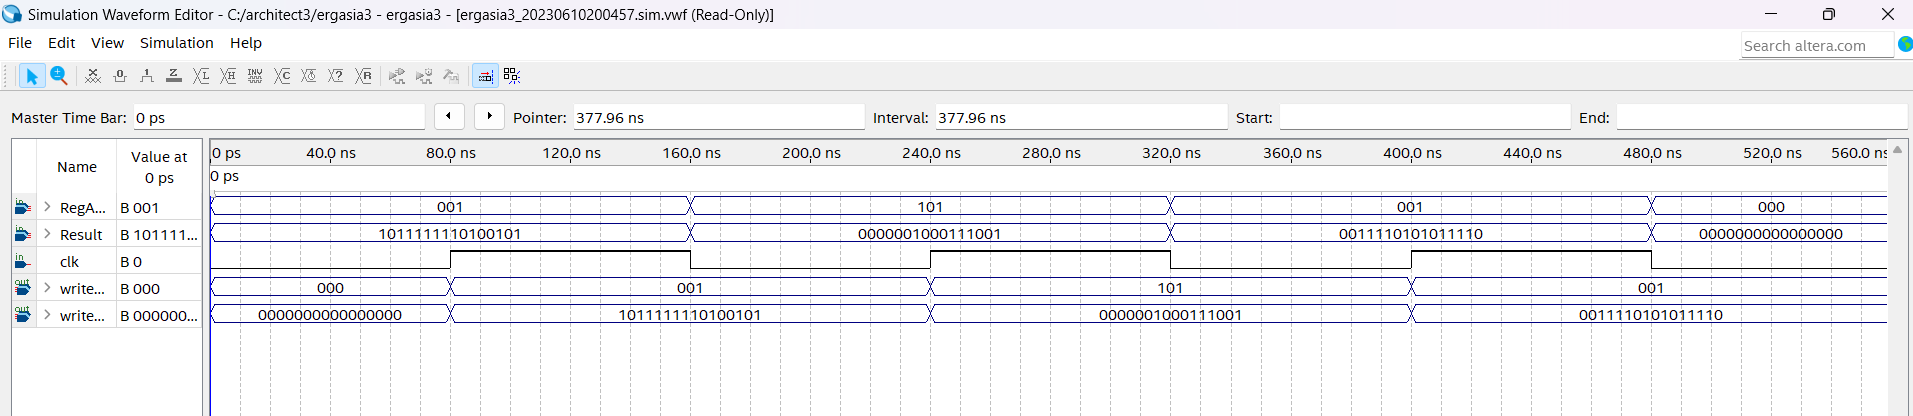 Simulation Waveform Editor - C:/architect3/ergasia3 - ergasia3 - [ergasia3_20230610200457.sim.vwf (Read-Only)]
File Edit View Simulation Help
Search altera.com
Master Time Bar: 0 ps Pointer: 377.96 ns Interval: 377.96 ns Start: End:
Name Value at 0 ps
0 ps 40.0 ns 80.0 ns 120.0 ns 160.0 ns 200.0 ns 240.0 ns 280.0 ns 320.0 ns 360.0 ns 400.0 ns 440.0 ns 480.0 ns 520.0 ns 560.0 ns
0 ps
RegA... B 001 001 101 001 000
Result B 101111... 1011111110100101 0000001000111001 0011110101011110 0000000000000000
clk B 0
write... B 000 000 001 101 001
write... B 000000... 0000000000000000 1011111110100101 0000001000111001 0011110101011110